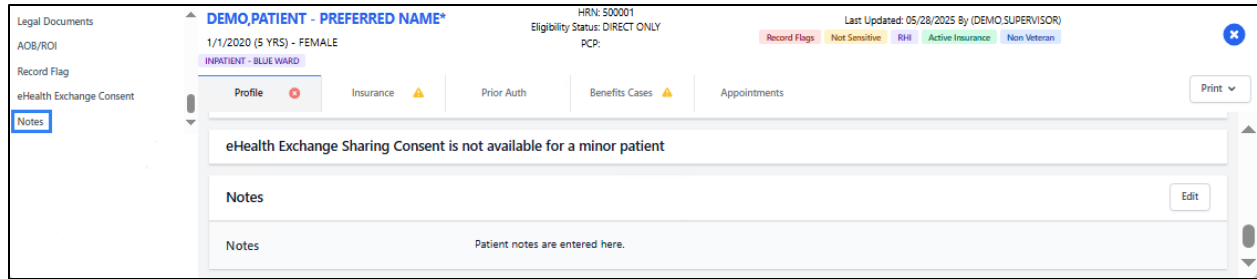 Legal Documents
AOB/ROI
Record Flag
eHealth Exchange Consent
Notes
DEMO,PATIENT - PREFERRED NAME*
1/1/2020 (5 YRS) - FEMALE
INPATIENT - BLUE WARD
HRN: 500001
Eligibility Status: DIRECT ONLY
PCP:
Last Updated: 05/28/2025 By (DEMO,SUPERVISOR)
Record Flags Not Sensitive RHI Active Insurance Non Veteran
Profile Insurance Prior Auth Benefits Cases Appointments
Print
eHealth Exchange Sharing Consent is not available for a minor patient
Notes Edit
Notes Patient notes are entered here.